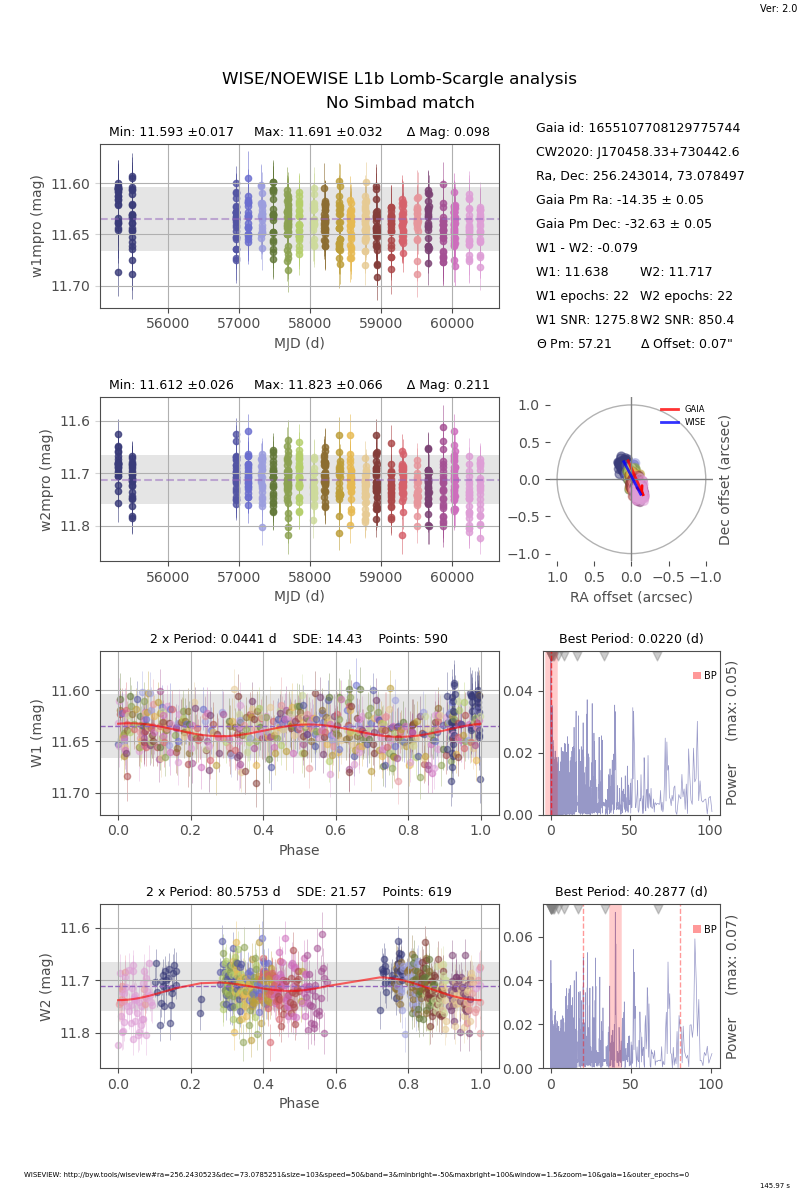 Ver: 2.0
WISE/NOEWISE L1b Lomb-Scargle analysis
No Simbad match
Min: 11.593 ±0.017 Max: 11.691 ±0.032 Δ Mag: 0.098
11.60
11.65
11.70
w1mpro (mag)
56000 57000 58000 59000 60000
MJD (d)
Gaia id: 1655107708129775744
CW2020: J170458.33+730442.6
Ra, Dec: 256.243014, 73.078497
Gaia Pm Ra: -14.35 ± 0.05
Gaia Pm Dec: -32.63 ± 0.05
W1 - W2: -0.079
W1: 11.638 W2: 11.717
W1 epochs: 22 W2 epochs: 22
W1 SNR: 1275.8 W2 SNR: 850.4
Θ Pm: 57.21 Δ Offset: 0.07"
Min: 11.612 ±0.026 Max: 11.823 ±0.066 Δ Mag: 0.211
11.6
11.7
11.8
w2mpro (mag)
56000 57000 58000 59000 60000
MJD (d)
GAIA
WISE
1.0
0.5
0.0
−0.5
−1.0
Dec offset (arcsec)
1.0 0.5 0.0 −0.5 −1.0
RA offset (arcsec)
2 x Period: 0.0441 d SDE: 14.43 Points: 590
11.60
11.65
11.70
W1 (mag)
0.0 0.2 0.4 0.6 0.8 1.0
Phase
Best Period: 0.0220 (d)
BP
0.04
0.02
0.00
Power (max: 0.05)
0 50 100
2 x Period: 80.5753 d SDE: 21.57 Points: 619
11.6
11.7
11.8
W2 (mag)
0.0 0.2 0.4 0.6 0.8 1.0
Phase
Best Period: 40.2877 (d)
BP
0.06
0.04
0.02
0.00
Power (max: 0.07)
0 50 100
WISEVIEW: http://byw.tools/wiseview#ra=256.2430523&dec=73.0785251&size=103&speed=50&band=3&minbright=-50&maxbright=100&window=1.5&zoom=10&gaia=1&outer_epochs=0
145.97 s